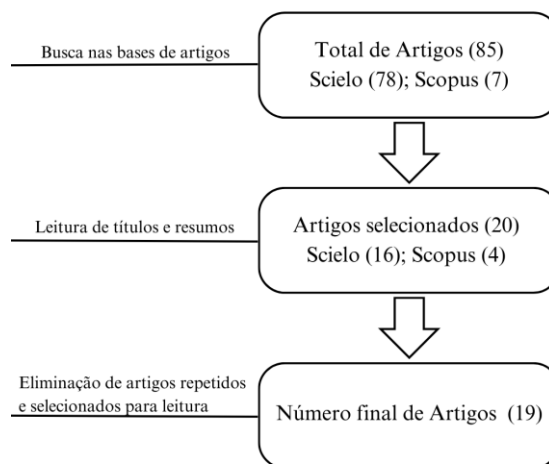 Busca nas bases de artigos
Total de Artigos (85)
Scielo (78); Scopus (7)
Leitura de títulos e resumos
Artigos selecionados (20)
Scielo (16); Scopus (4)
Eliminação de artigos repetidos
e selecionados para leitura
Número final de Artigos (19)